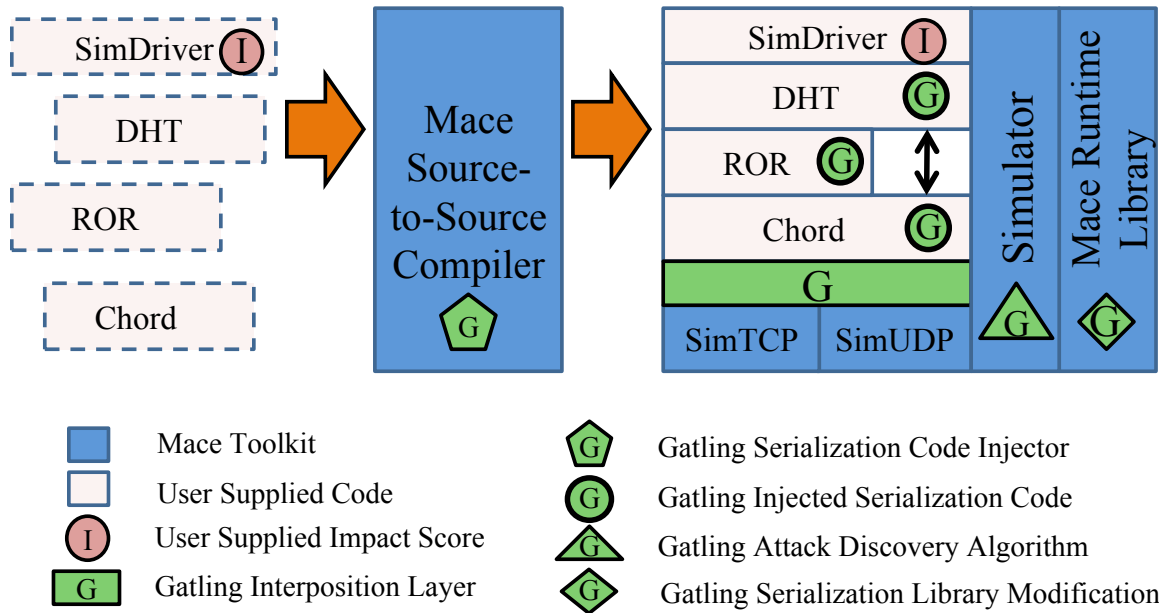 SimDriver I
DHT
ROR
Chord
Mace
Source-
to-Source
Compiler
G
SimDriver I
DHT G
ROR G
Chord G
G
SimTCP SimUDP
Simulator
G
Mace Runtime
Library
G
Mace Toolkit
User Supplied Code
I User Supplied Impact Score
G Gatling Interposition Layer
G Gatling Serialization Code Injector
G Gatling Injected Serialization Code
G Gatling Attack Discovery Algorithm
G Gatling Serialization Library Modification